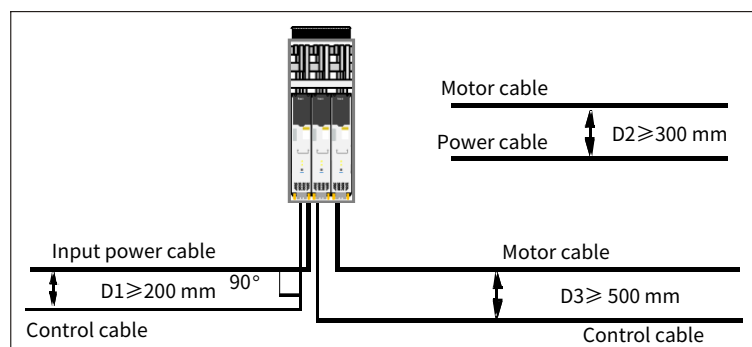 Motor cable
Power cable
D2≥300 mm
Input power cable
D1≥200 mm
90°
Control cable
Motor cable
D3≥ 500 mm
Control cable